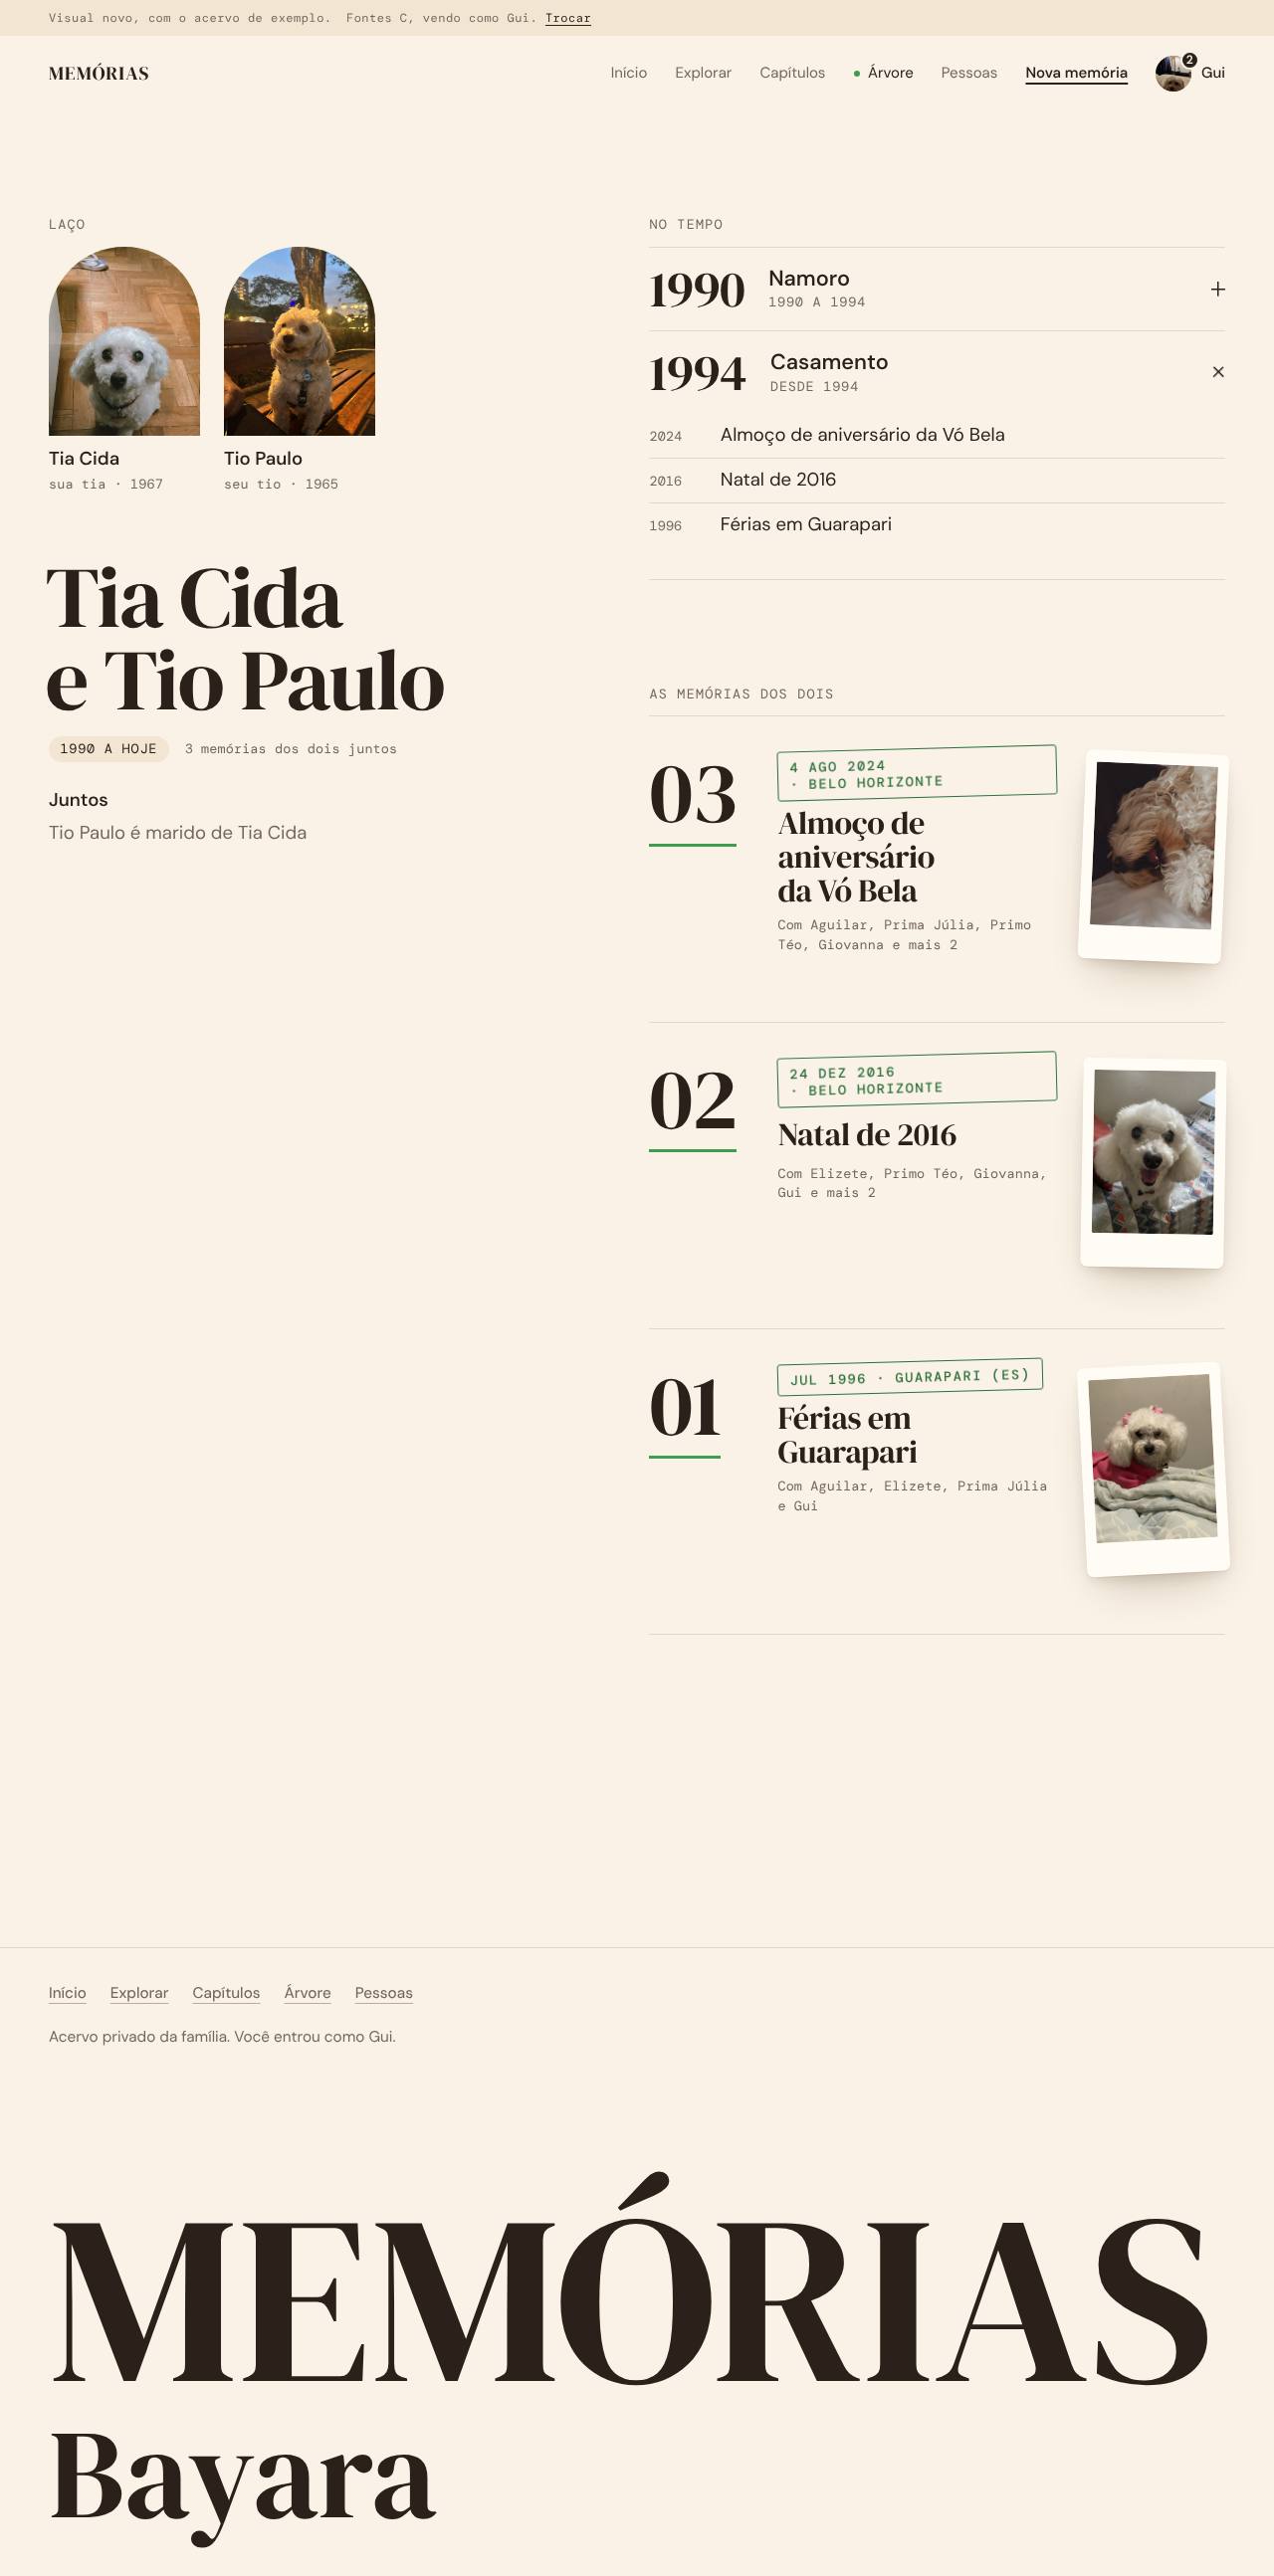 Visual novo, com o acervo de exemplo. Fontes C, vendo como Gui. Trocar
MEMÓRIAS
Início Explorar Capítulos Árvore Pessoas Nova memória 2 Gui
LAÇO
Tia Cida
sua tia · 1967
Tio Paulo
seu tio · 1965
Tia Cida
e Tio Paulo
1990 A HOJE 3 memórias dos dois juntos
Juntos
Tio Paulo é marido de Tia Cida
NO TEMPO
1990 Namoro
1990 A 1994
1994 Casamento
DESDE 1994
2024 Almoço de aniversário da Vó Bela
2016 Natal de 2016
1996 Férias em Guarapari
AS MEMÓRIAS DOS DOIS
03
4 AGO 2024
· BELO HORIZONTE
Almoço de
aniversário
da Vó Bela
Com Aguilar, Prima Júlia, Primo
Téo, Giovanna e mais 2
02
24 DEZ 2016
· BELO HORIZONTE
Natal de 2016
Com Elizete, Primo Téo, Giovanna,
Gui e mais 2
01
JUL 1996 · GUARAPARI (ES)
Férias em
Guarapari
Com Aguilar, Elizete, Prima Júlia
e Gui
Início Explorar Capítulos Árvore Pessoas
Acervo privado da família. Você entrou como Gui.
MEMÓRIAS
Bayara